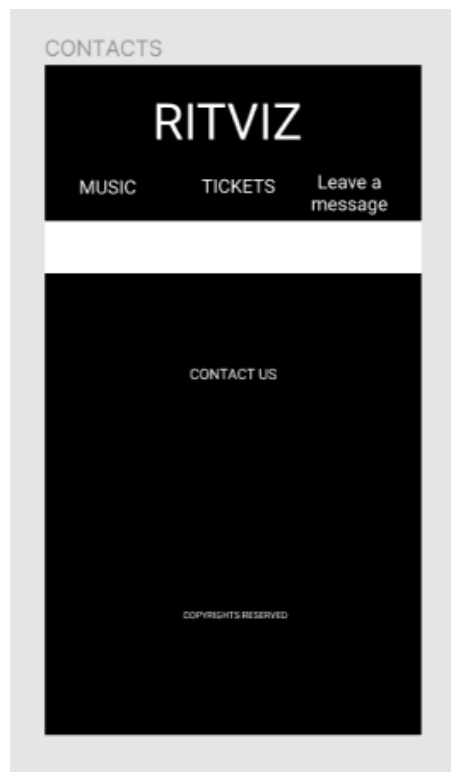 CONTACTS
RITVIZ
MUSIC
TICKETS
Leave a
message
CONTACT US
COPYRIGHTS RESERVED